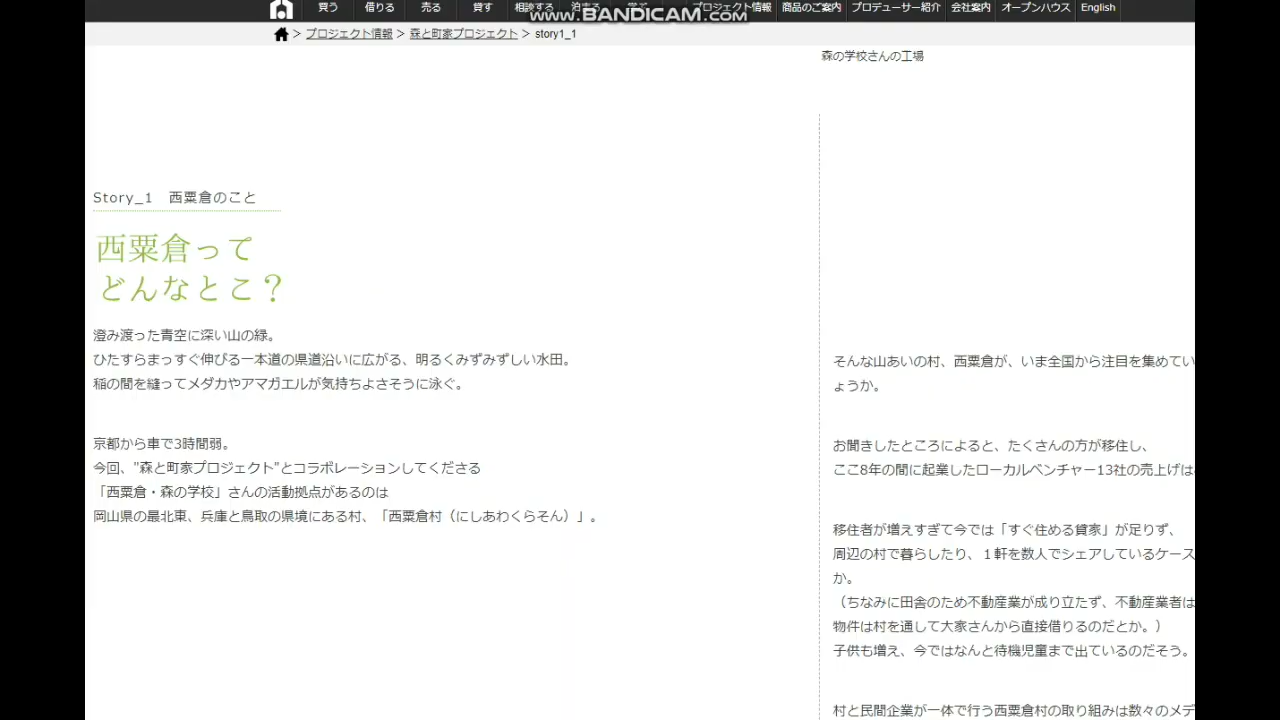 買う 借りる 売る 貸す 相談する 泊まる 学ぶ プロジェクト情報 商品のご案内 プロデューサー紹介 会社案内 オープンハウス English
www.BANDICAM.com
> プロジェクト情報 > 森と町家プロジェクト > story1_1
森の学校さんの工場
Story_1 西粟倉のこと
西粟倉って
どんなとこ？
澄み渡った青空に深い山の緑。
ひたすらまっすぐ伸びる一本道の県道沿いに広がる、明るくみずみずしい水田。
稲の間を縫ってメダカやアマガエルが気持ちよさそうに泳ぐ。
京都から車で3時間弱。
今回、"森と町家プロジェクト"とコラボレーションしてくださる
「西粟倉・森の学校」さんの活動拠点があるのは
岡山県の最北東、兵庫と鳥取の県境にある村、「西粟倉村（にしあわくらそん）」。
そんな山あいの村、西粟倉が、いま全国から注目を集めてい
ょうか。
お聞きしたところによると、たくさんの方が移住し、
ここ8年の間に起業したローカルベンチャー13社の売上げは
移住者が増えすぎて今では「すぐ住める貸家」が足りず、
周辺の村で暮らしたり、１軒を数人でシェアしているケース
か。
（ちなみに田舎のため不動産業が成り立たず、不動産業者は
物件は村を通して大家さんから直接借りるのだとか。）
子供も増え、今ではなんと待機児童まで出ているのだそう。
村と民間企業が一体で行う西粟倉村の取り組みは数々のメデ